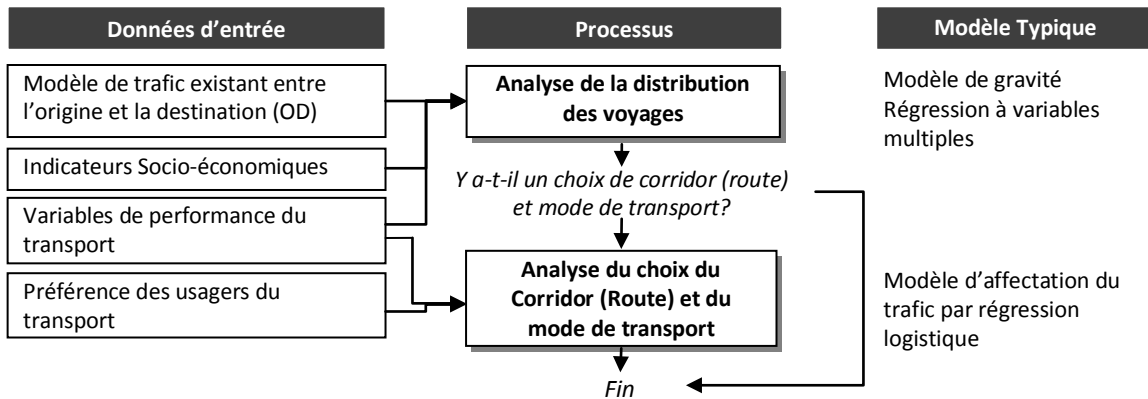 Données d'entrée
Processus
Modèle Typique
Modèle de trafic existant entre
l'origine et la destination (OD)
Indicateurs Socio-économiques
Variables de performance du
transport
Préférence des usagers du
transport
Analyse de la distribution
des voyages
Y a-t-il un choix de corridor (route)
et mode de transport?
Analyse du choix du
Corridor (Route) et du
mode de transport
Fin
Modèle de gravité
Régression à variables
multiples
Modèle d'affectation du
trafic par régression
logistique